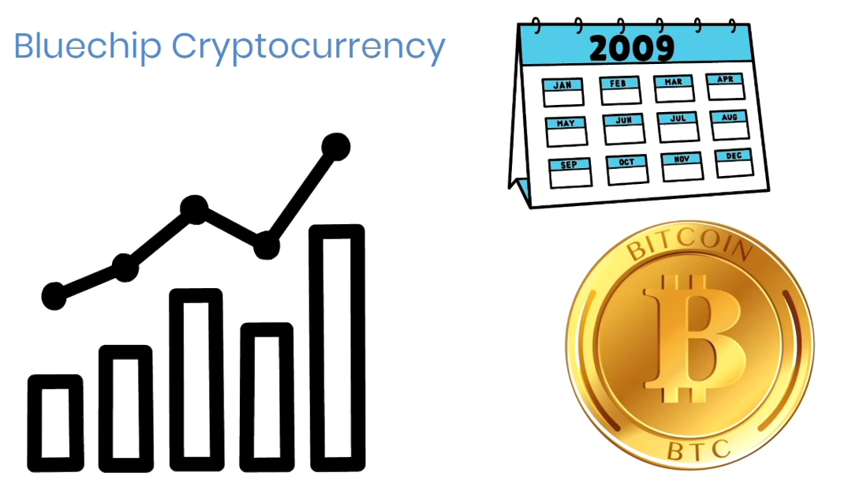 Bluechip Cryptocurrency
2009
JAN FEB MAR APR
MAY JUN JUL AUG
SEP OCT NOV DEC
BITCOIN
B
BTC